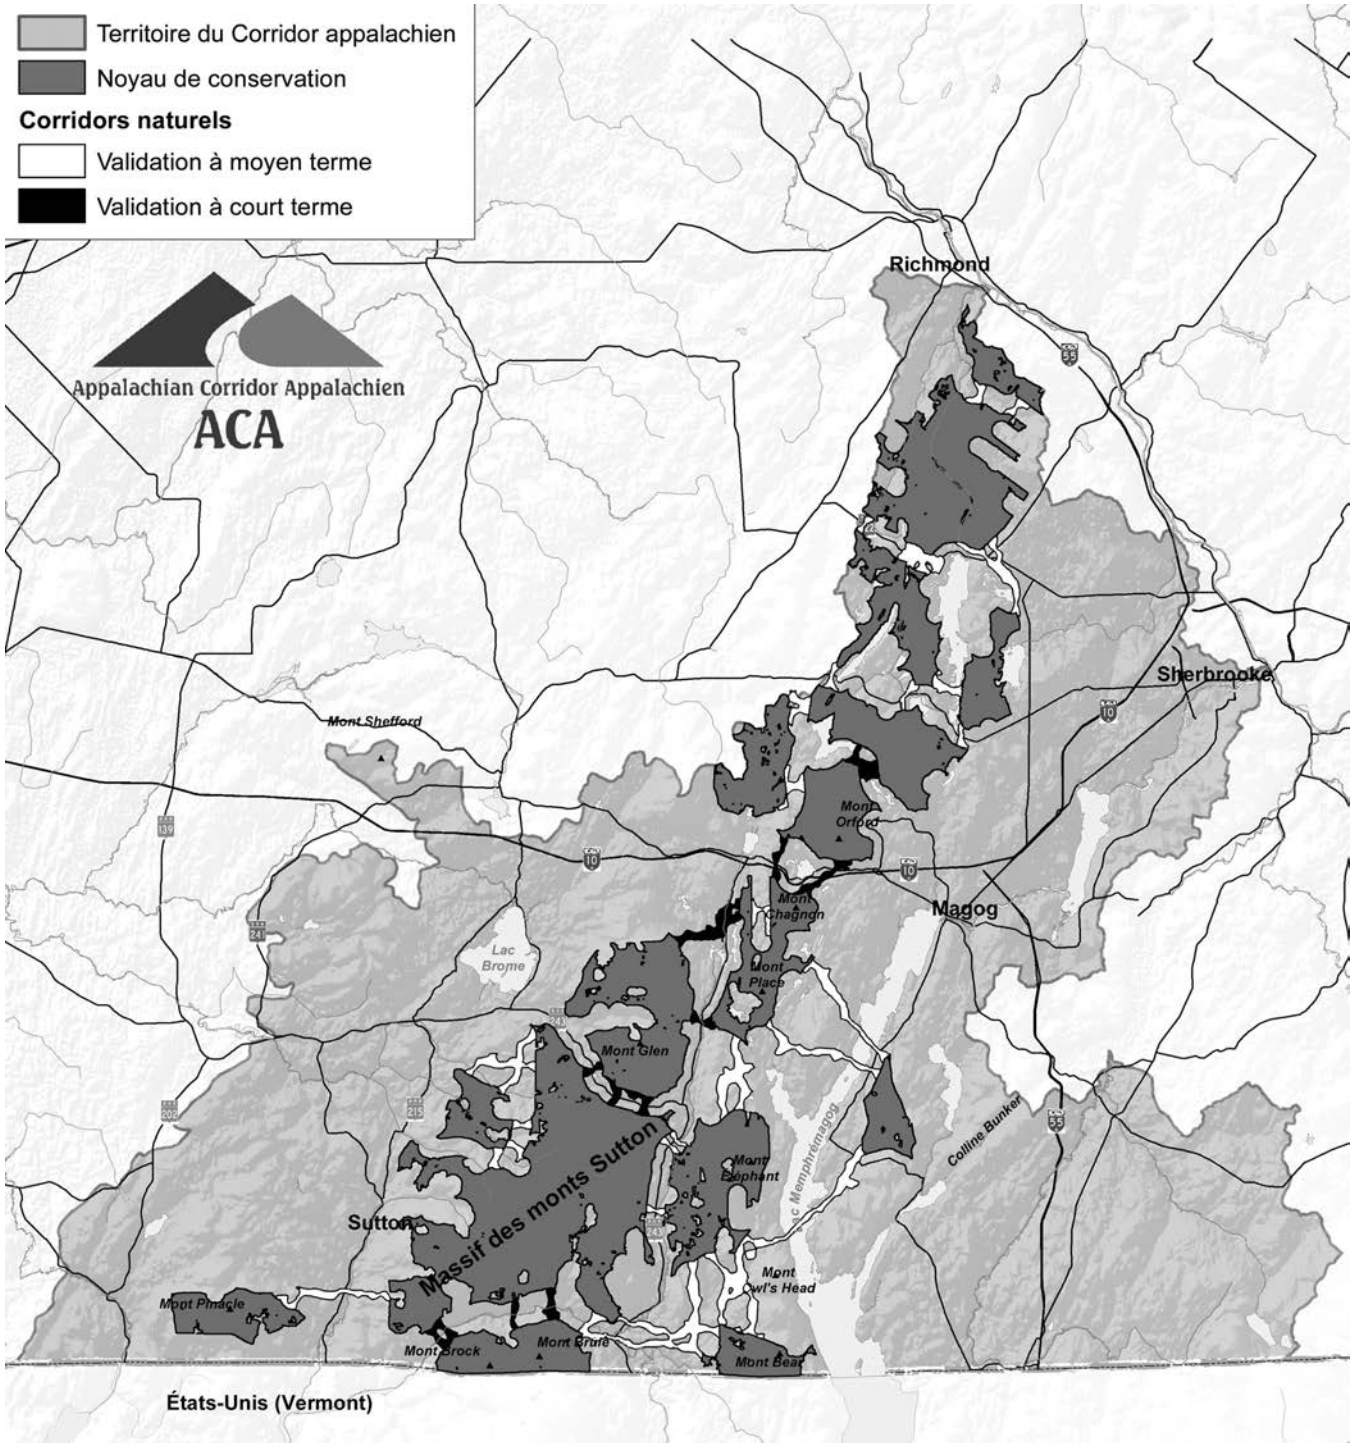 Territoire du Corridor appalachien
Noyau de conservation
Corridors naturels
Validation à moyen terme
Validation à court terme
Appalachian Corridor Appalachien
ACA
Richmond
55
Sherbrooke
10
Mont Shefford
139
10
Mont
Orford
10
Magog
Mont
Chagnon
241
Lac
Brome
Mont
Place
243
Mont Glen
202
215
55
Colline Bunker
Lac Memphrémagog
Mont
Eléphant
Massif des monts Sutton
Sutton
243
Mont
Owl's Head
Mont Pinacle
Mont Brock
Mont Brulé
Mont Bear
États-Unis (Vermont)